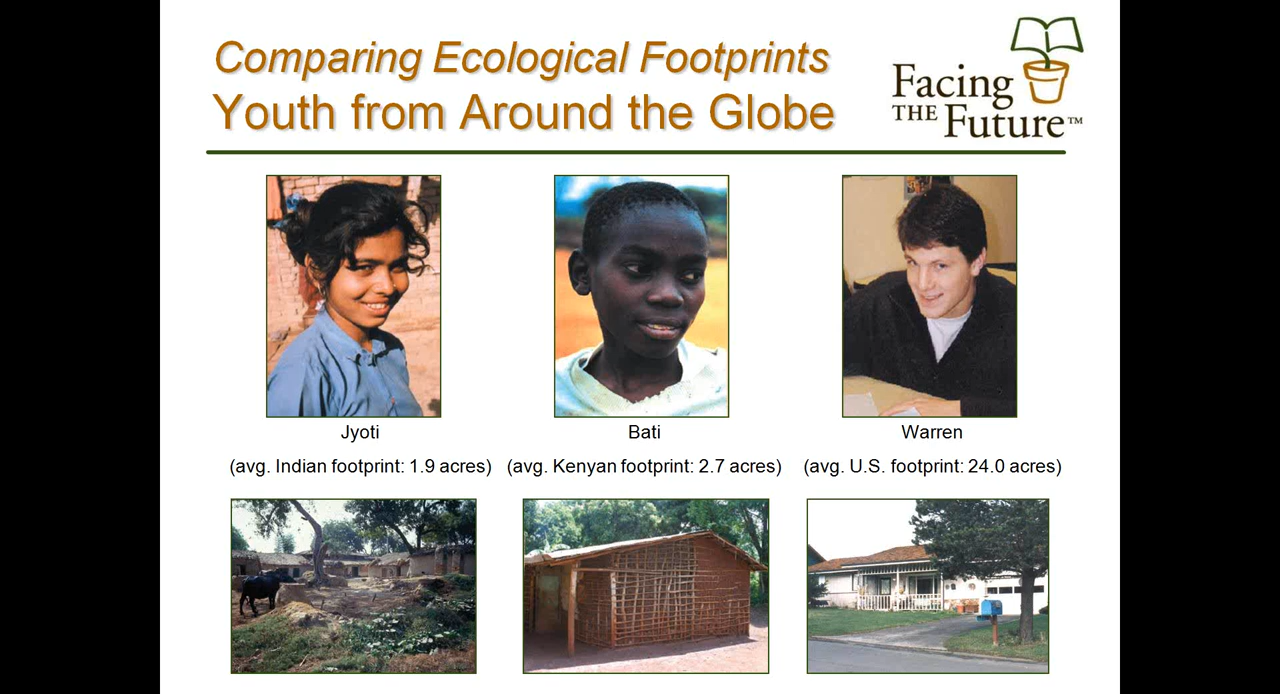 Comparing Ecological Footprints
Youth from Around the Globe
Facing
THE Future™
Jyoti
Bati
Warren
(avg. Indian footprint: 1.9 acres)
(avg. Kenyan footprint: 2.7 acres)
(avg. U.S. footprint: 24.0 acres)